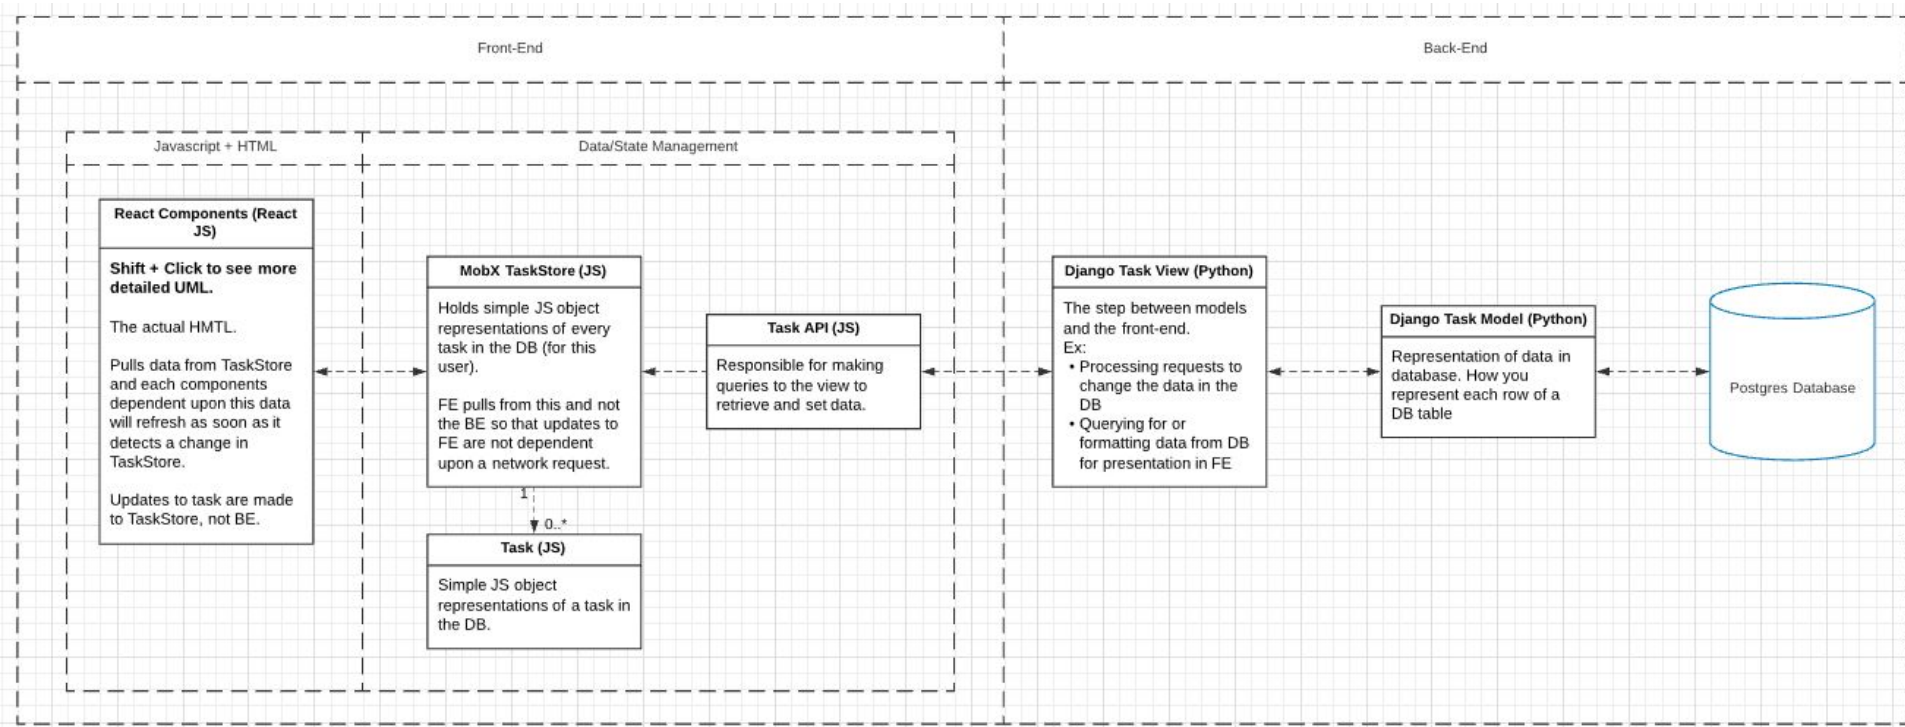 Front-End
Back-End
Javascript + HTML
Data/State Management
React Components (React
JS)
Shift + Click to see more
detailed UML.
The actual HMTL.
Pulls data from TaskStore
and each components
dependent upon this data
will refresh as soon as it
detects a change in
TaskStore.
Updates to task are made
to TaskStore, not BE.
MobX TaskStore (JS)
Holds simple JS object
representations of every
task in the DB (for this
user).
FE pulls from this and not
the BE so that updates to
FE are not dependent
upon a network request.
1
0..*
Task (JS)
Simple JS object
representations of a task in
the DB.
Task API (JS)
Responsible for making
queries to the view to
retrieve and set data.
Django Task View (Python)
The step between models
and the front-end.
Ex:
• Processing requests to
change the data in the
DB
• Querying for or
formatting data from DB
for presentation in FE
Django Task Model (Python)
Representation of data in
database. How you
represent each row of a
DB table
Postgres Database